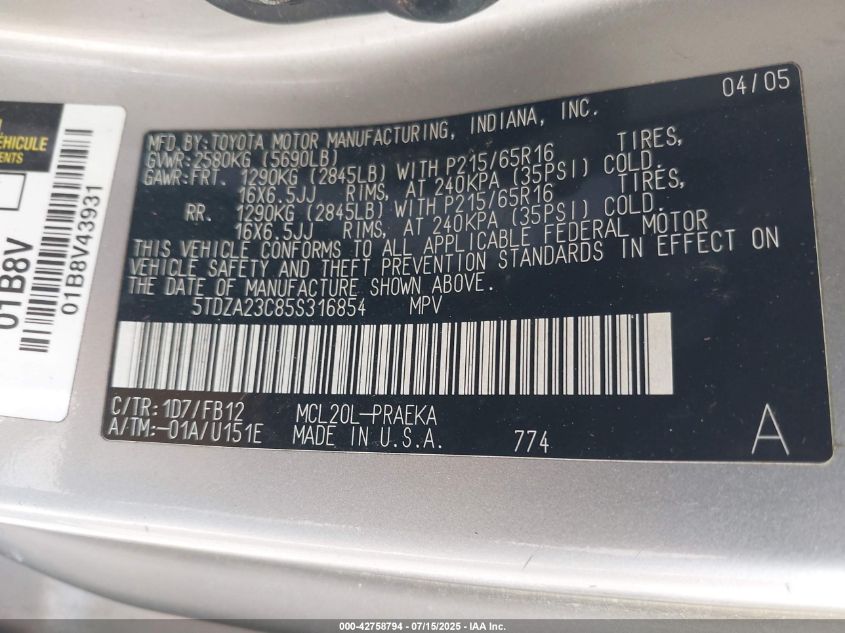 04/05
MFD. BY: TOYOTA MOTOR MANUFACTURING, INDIANA, INC.
GVWR: 2580KG (5690LB)
GAWR: FRT. 1290KG (2845LB) WITH P215/65R16 TIRES,
16X6.5JJ RIMS, AT 240KPA (35PSI) COLD.
RR. 1290KG (2845LB) WITH P215/65R16 TIRES,
16X6.5JJ RIMS, AT 240KPA (35PSI) COLD.
THIS VEHICLE CONFORMS TO ALL APPLICABLE FEDERAL MOTOR
VEHICLE SAFETY AND THEFT PREVENTION STANDARDS IN EFFECT ON
THE DATE OF MANUFACTURE SHOWN ABOVE.
5TDZA23C85S316854 MPV
C/TR: 1D7/FB12 MCL20L-PRAEKA
A/TM: -01A/U151E MADE IN U.S.A. 774 A
01B8V
01B8V43931
000-42758794 - 07/15/2025 - IAA Inc.